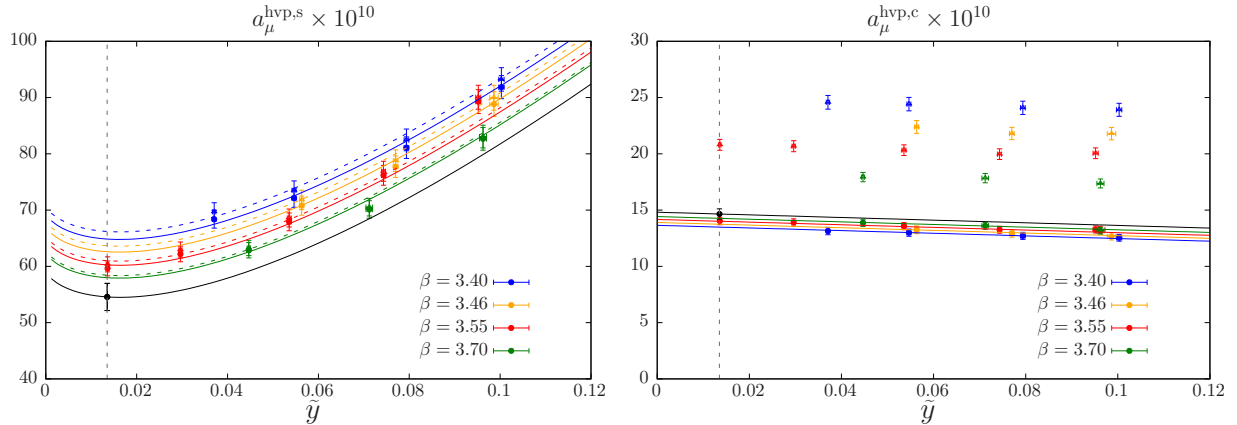 a_μ^{hvp,s} × 10^{10}
100
90
80
70
60
50
40
β = 3.40
β = 3.46
β = 3.55
β = 3.70
0 0.02 0.04 0.06 0.08 0.1 0.12
ỹ
a_μ^{hvp,c} × 10^{10}
30
25
20
15
10
5
0
β = 3.40
β = 3.46
β = 3.55
β = 3.70
0 0.02 0.04 0.06 0.08 0.1 0.12
ỹ